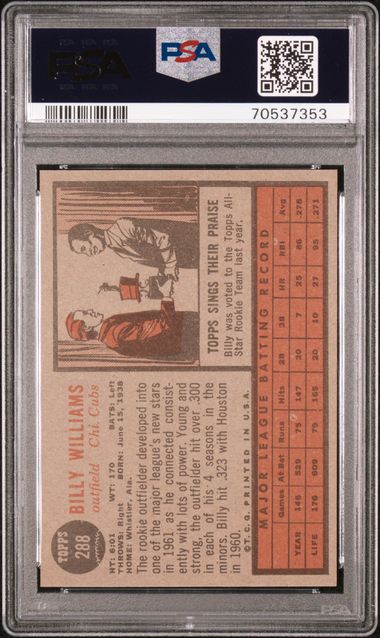 PSA
PSA
70537353
TOPPS
288
BILLY WILLIAMS
outfield Chi. Cubs
HT: 6:01 WT: 170 BATS: Left
THROWS: Right BORN: June 15, 1938
HOME: Whistler, Ala.
The rookie outfielder developed into
one of the major league's new stars
in 1961 as he connected consist-
ently with lots of power. Young and
strong, the outfielder hit over .300
in each of his 4 seasons in the
minors. Billy hit .323 with Houston
in 1960.
©T.C.G. PRINTED IN U.S.A.
TOPPS SINGS THEIR PRAISE
Billy was voted to the Topps All-
Star Rookie Team last year.
MAJOR LEAGUE BATTING RECORD
Games At Bat Runs Hits 2B 3B HR RBI Avg
YEAR 146 529 75 147 20 7 25 86 .278
LIFE 176 609 79 165 20 10 27 95 .271